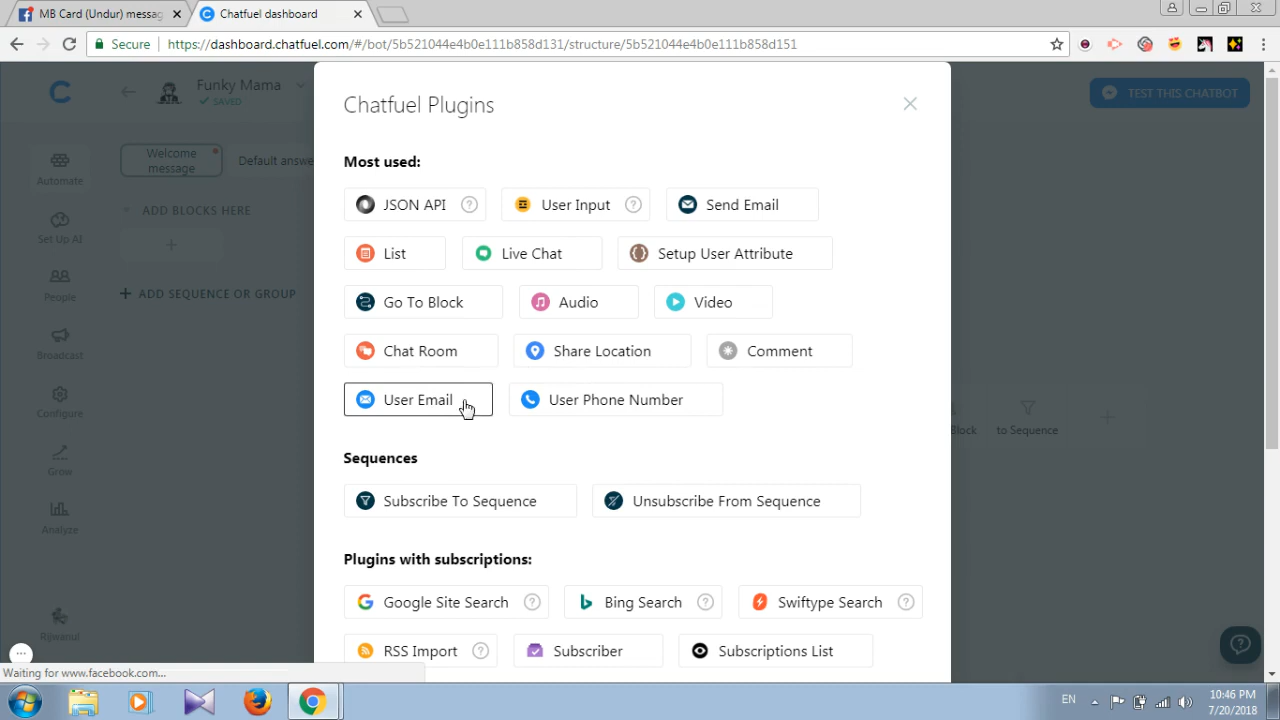 MB Card (Undur) messag
Chatfuel dashboard
Secure
https://dashboard.chatfuel.com/#/bot/5b521044e4b0e111b858d131/structure/5b521044e4b0e111b858d151
Funky Mama
SAVED
TEST THIS CHATBOT
Chatfuel Plugins
Automate
Set Up AI
People
Broadcast
Configure
Grow
Analyze
Rijwanul
Welcome
message
Default answe
ADD BLOCKS HERE
ADD SEQUENCE OR GROUP
Most used:
JSON API
User Input
Send Email
List
Live Chat
Setup User Attribute
Go To Block
Audio
Video
Chat Room
Share Location
Comment
User Email
User Phone Number
Block
to Sequence
Sequences
Subscribe To Sequence
Unsubscribe From Sequence
Plugins with subscriptions:
Google Site Search
Bing Search
Swiftype Search
RSS Import
Subscriber
Subscriptions List
Waiting for www.facebook.com...
EN
10:46 PM
7/20/2018